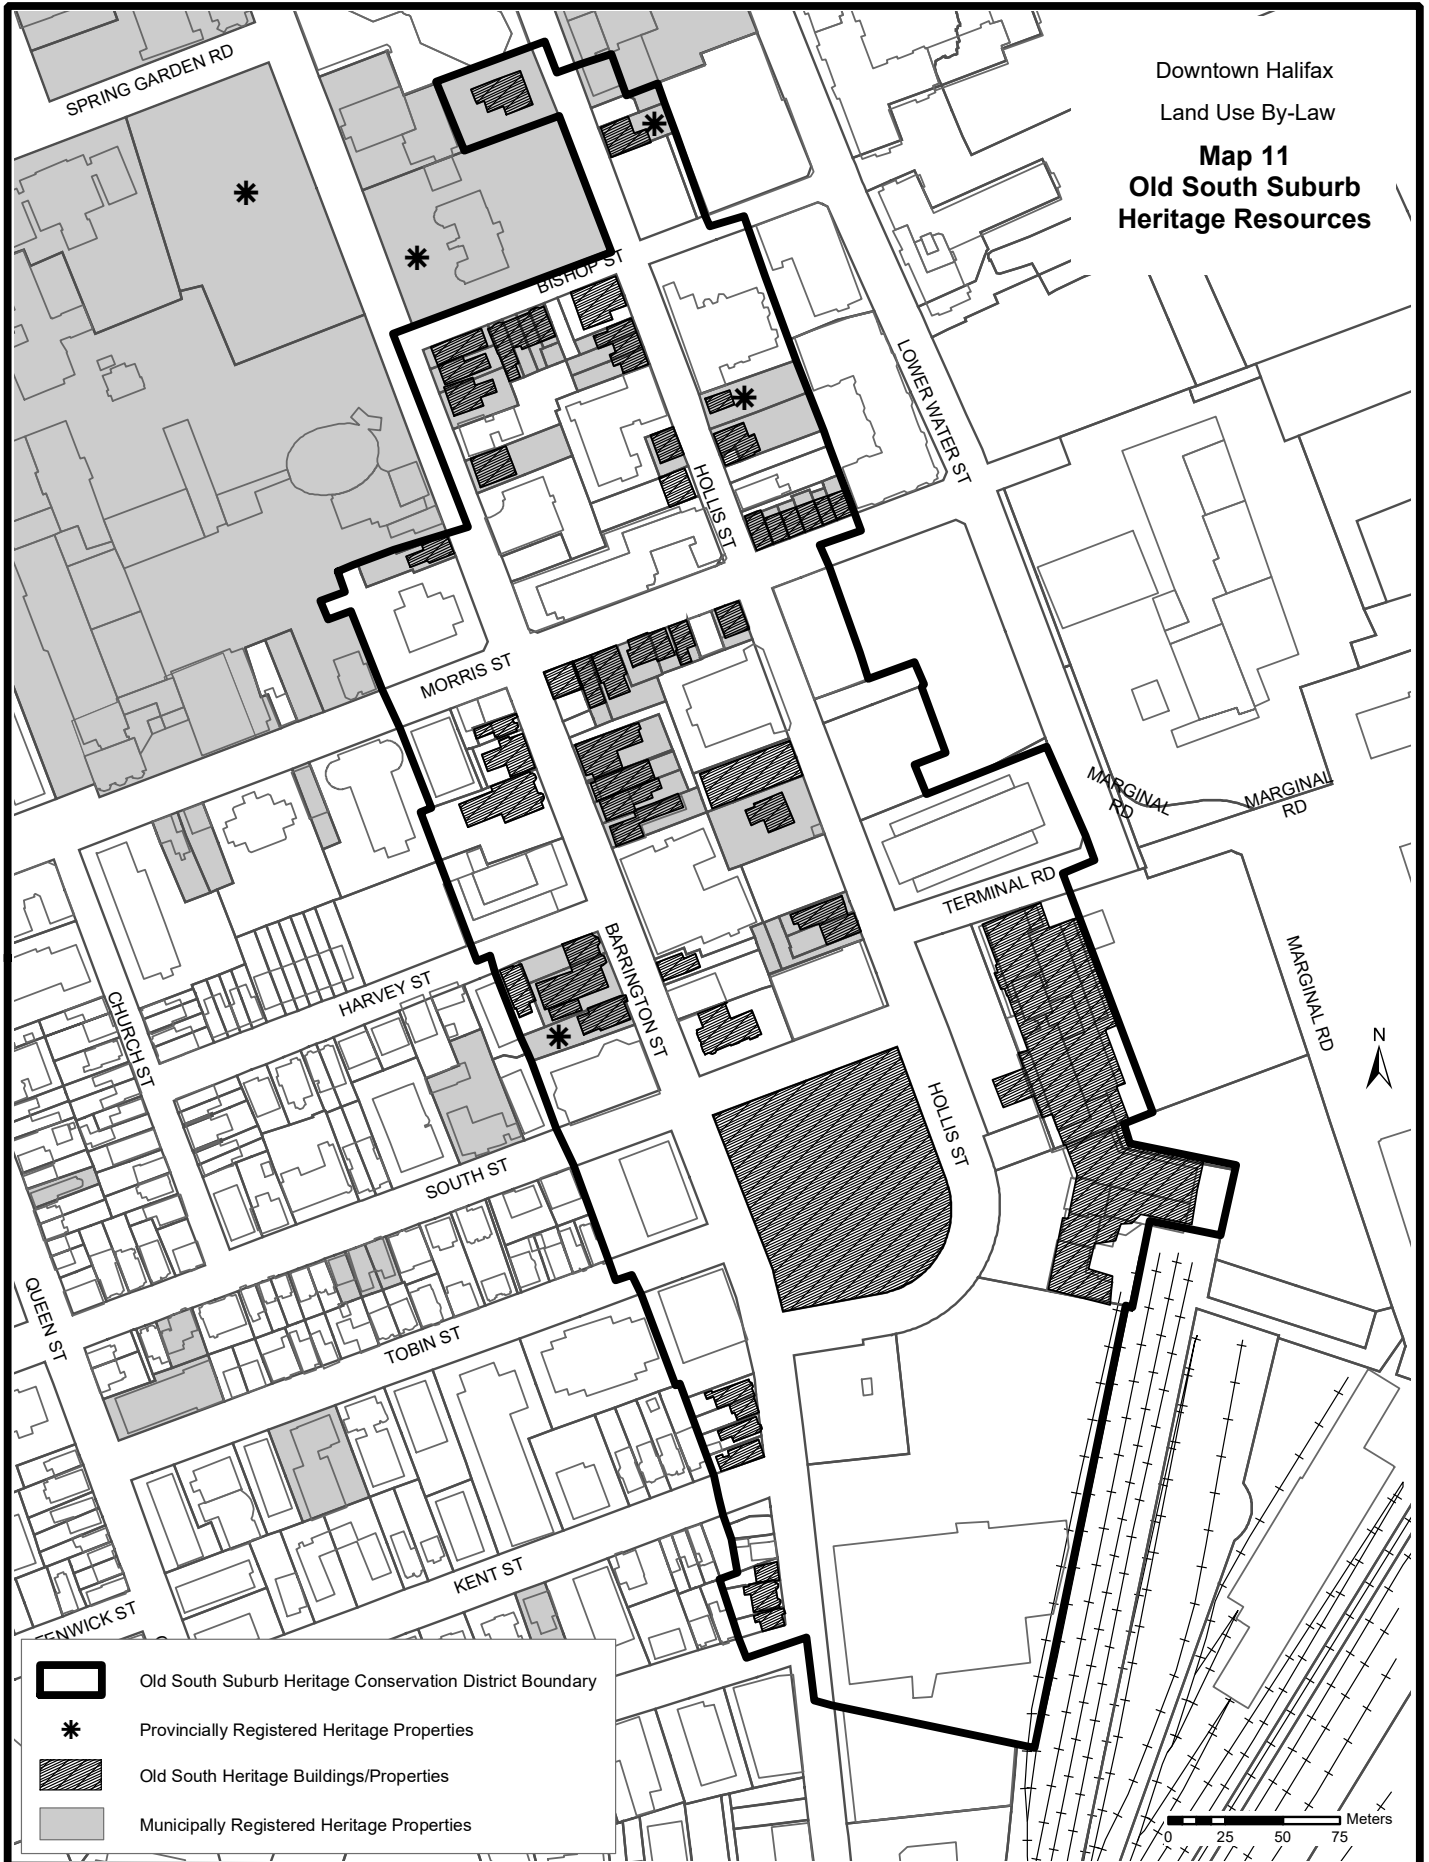 Downtown Halifax
Land Use By-Law
Map 11
Old South Suburb
Heritage Resources
SPRING GARDEN RD
BISHOP ST
LOWER WATER ST
HOLLIS ST
MORRIS ST
MARGINAL
RD
MARGINAL
RD
TERMINAL RD
BARRINGTON ST
MARGINAL RD
HARVEY ST
CHURCH ST
N
HOLLIS ST
SOUTH ST
QUEEN ST
TOBIN ST
KENT ST
ENWICK ST
Old South Suburb Heritage Conservation District Boundary
Provincially Registered Heritage Properties
Old South Heritage Buildings/Properties
Municipally Registered Heritage Properties
Meters
0 25 50 75